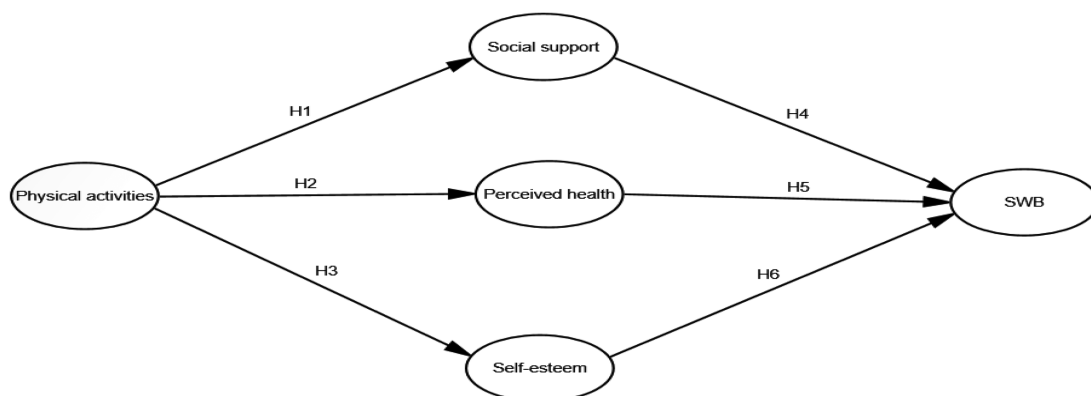 Social support
H1
H4
Physical activities
H2
Perceived health
H5
SWB
H3
H6
Self-esteem